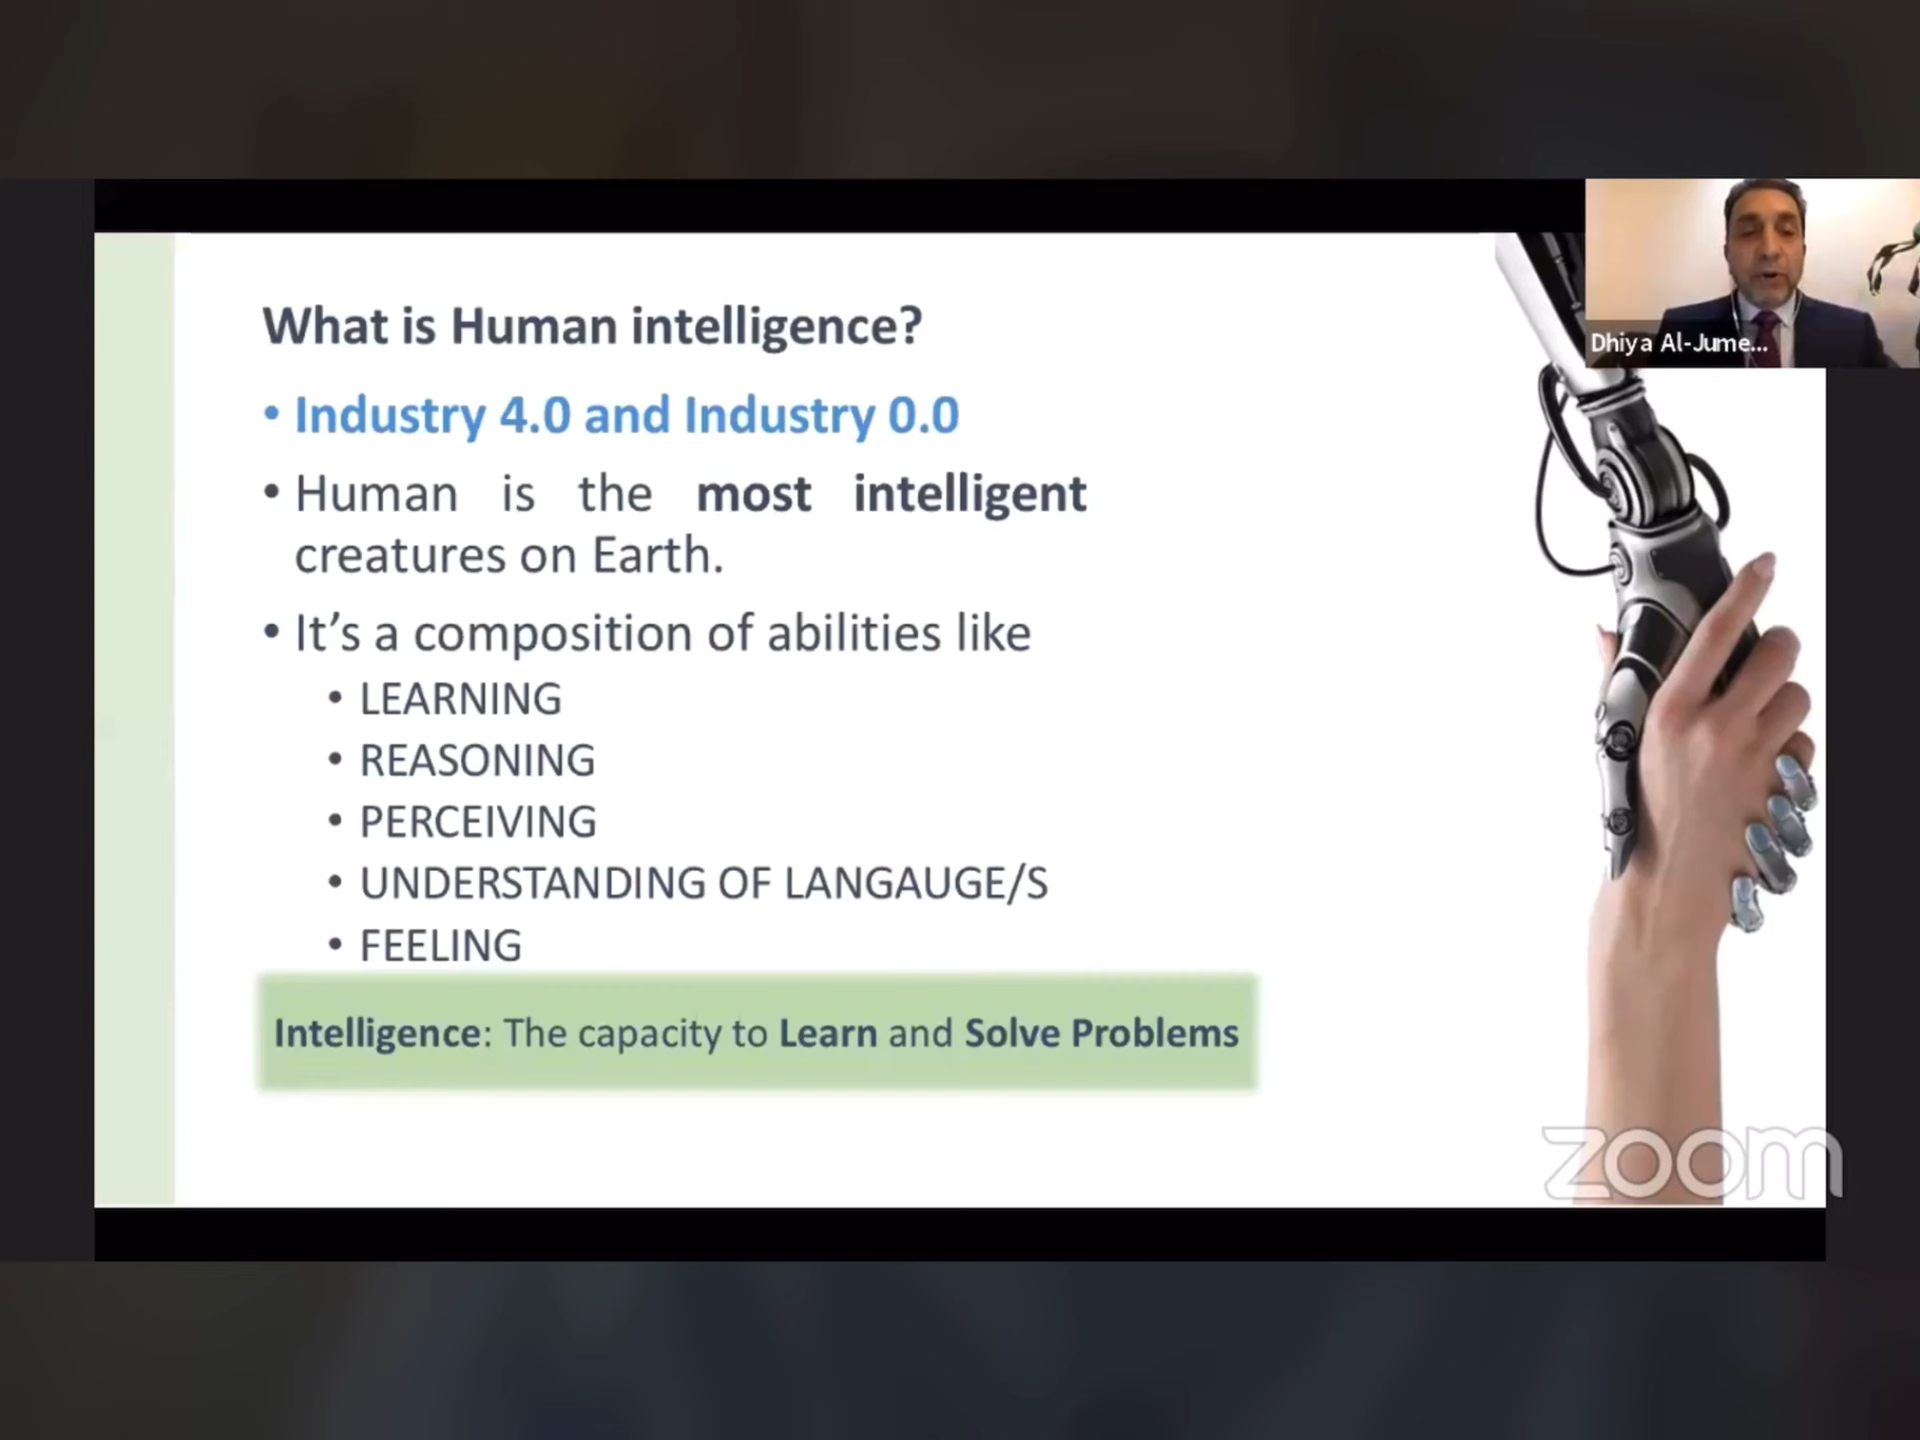 What is Human intelligence?
• Industry 4.0 and Industry 0.0
• Human is the most intelligent
creatures on Earth.
• It's a composition of abilities like
• LEARNING
• REASONING
• PERCEIVING
• UNDERSTANDING OF LANGAUGE/S
• FEELING
Intelligence: The capacity to Learn and Solve Problems
Dhiya Al-Jume...
zoom